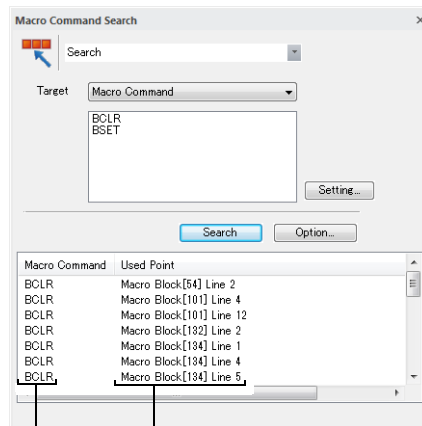 Macro Command Search
Search
Target Macro Command
BCLR
BSET
Setting...
Search Option...
Macro Command Used Point
BCLR Macro Block[54] Line 2
BCLR Macro Block[101] Line 4
BCLR Macro Block[101] Line 12
BCLR Macro Block[132] Line 2
BCLR Macro Block[134] Line 1
BCLR Macro Block[134] Line 4
BCLR Macro Block[134] Line 5